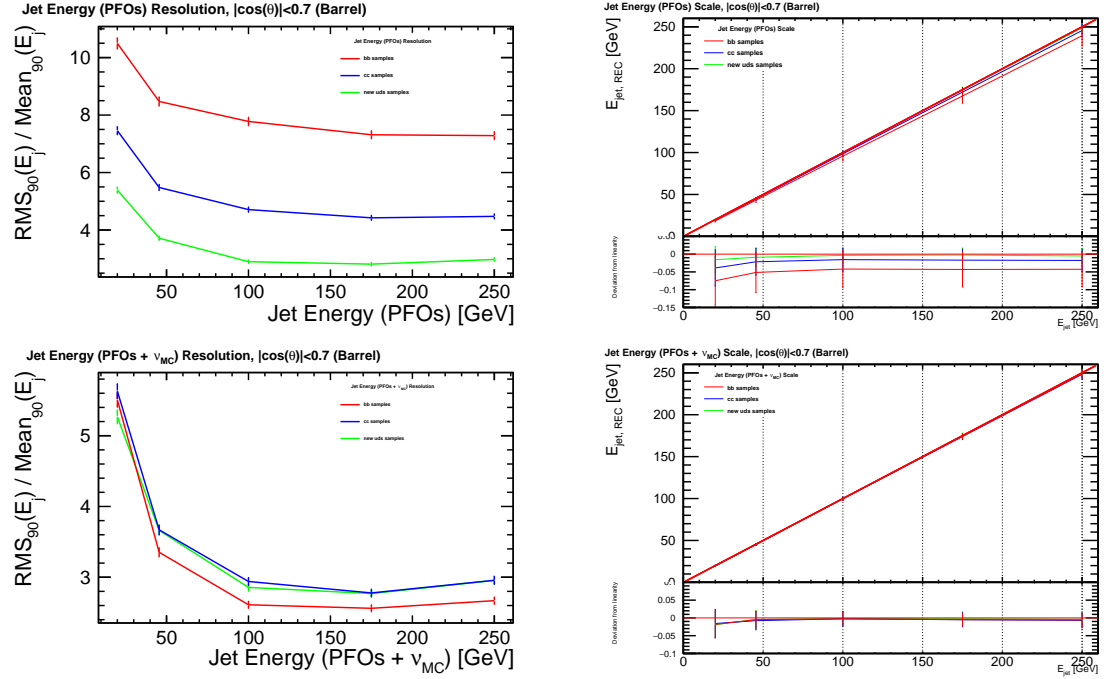 Jet Energy (PFOs) Resolution, |cos(θ)|<0.7 (Barrel)
RMS90(Ej) / Mean90(Ej)
10
8
6
4
Jet Energy (PFOs) Resolution
bb samples
cc samples
new uds samples
50 100 150 200 250
Jet Energy (PFOs) [GeV]
Jet Energy (PFOs) Scale, |cos(θ)|<0.7 (Barrel)
Ejet, REC [GeV]
250
200
150
100
50
0
Jet Energy (PFOs) Scale
bb samples
cc samples
new uds samples
Deviation from linearity
0.05
0
−0.05
−0.1
−0.15
0 50 100 150 200 250
Ejet [GeV]
Jet Energy (PFOs + νMC) Resolution, |cos(θ)|<0.7 (Barrel)
RMS90(Ej) / Mean90(Ej)
5
4
3
Jet Energy (PFOs + νMC) Resolution
bb samples
cc samples
new uds samples
50 100 150 200 250
Jet Energy (PFOs + νMC) [GeV]
Jet Energy (PFOs + νMC) Scale, |cos(θ)|<0.7 (Barrel)
Ejet, REC [GeV]
250
200
150
100
50
0
Jet Energy (PFOs + νMC) Scale
bb samples
cc samples
new uds samples
Deviation from linearity
0.05
0
−0.05
−0.1
0 50 100 150 200 250
Ejet [GeV]